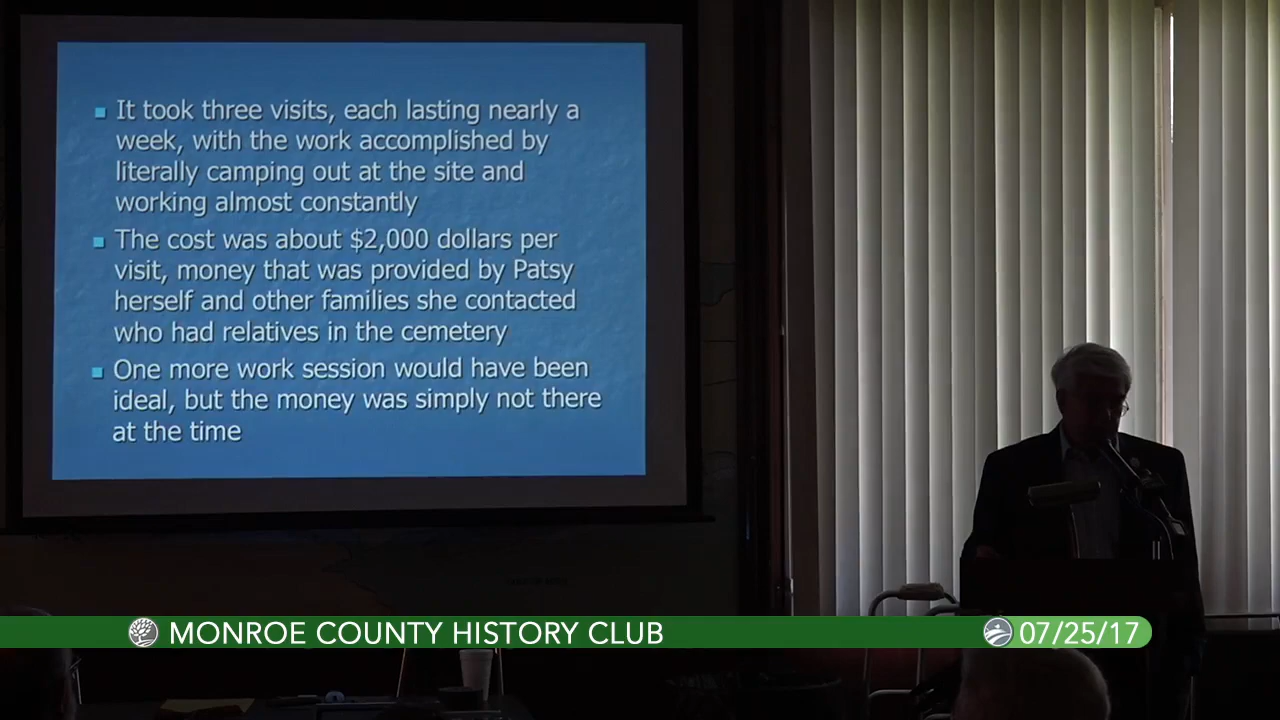 It took three visits, each lasting nearly a
week, with the work accomplished by
literally camping out at the site and
working almost constantly
The cost was about $2,000 dollars per
visit, money that was provided by Patsy
herself and other families she contacted
who had relatives in the cemetery
One more work session would have been
ideal, but the money was simply not there
at the time
MONROE COUNTY HISTORY CLUB
07/25/17